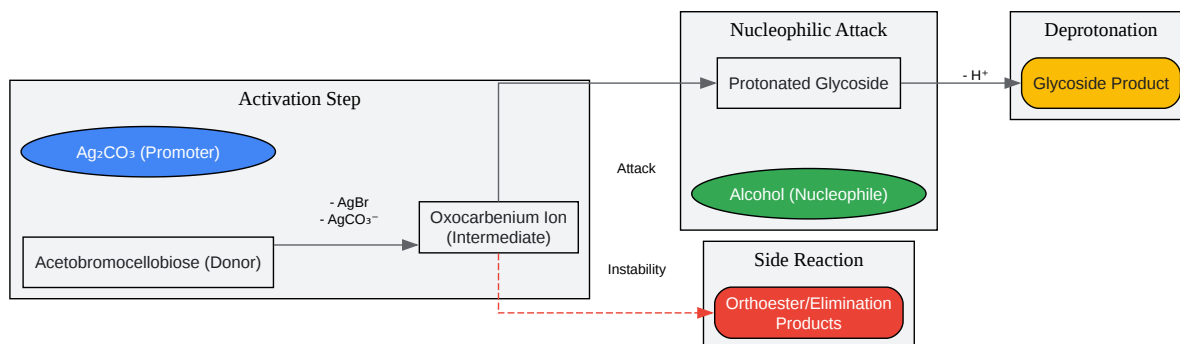 Activation Step
Ag₂CO₃ (Promoter)
Acetobromocellobiose (Donor)
- AgBr
- AgCO₃⁻
Oxocarbenium Ion
(Intermediate)
Attack
Instability
Nucleophilic Attack
Protonated Glycoside
Alcohol (Nucleophile)
- H⁺
Deprotonation
Glycoside Product
Side Reaction
Orthoester/Elimination
Products